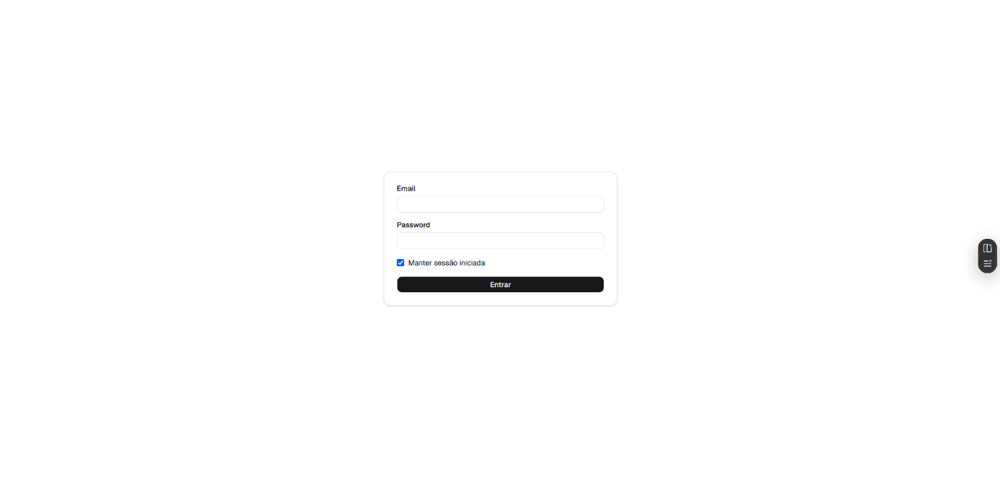 Email
Password
Manter sessão iniciada
Entrar